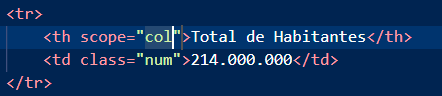 <tr>
<th scope="col">Total de Habitantes</th>
<td class="num">214.000.000</td>
</tr>